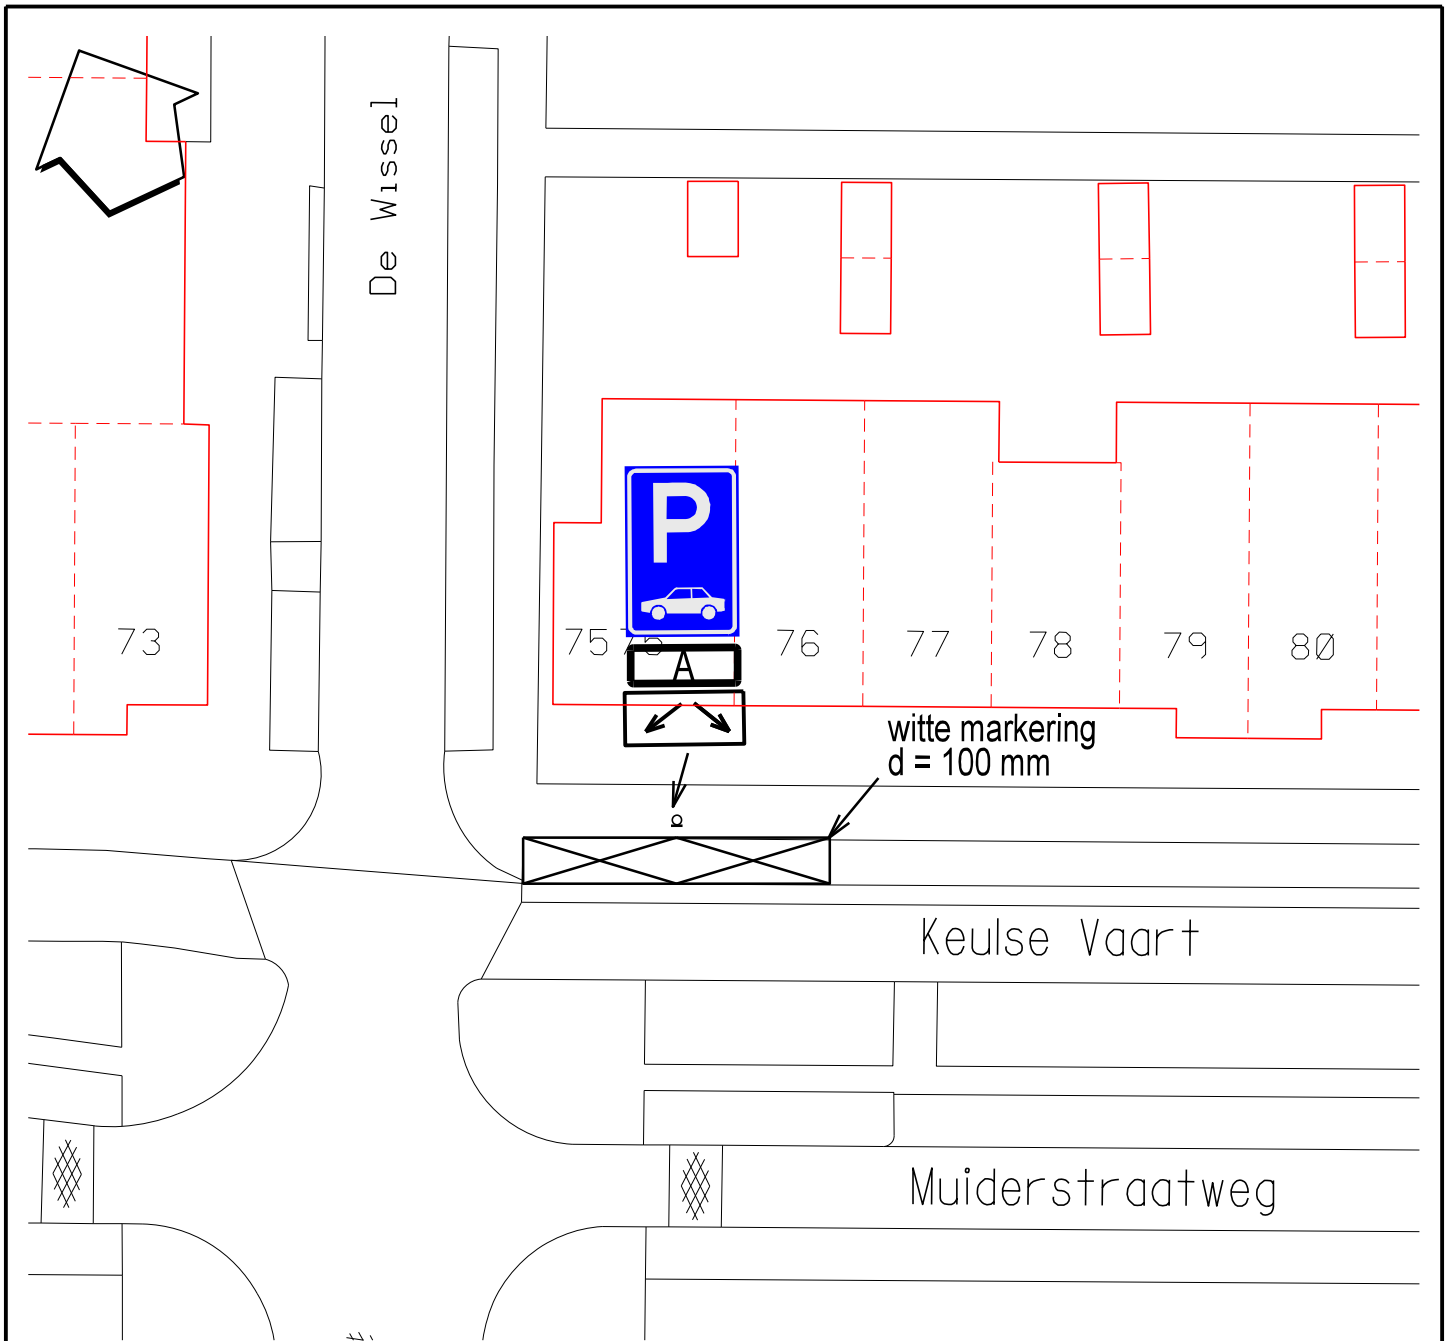 De Wissel
P
73
75
76
77
78
79
80
A
witte markering
d = 100 mm
Keulse Vaart
Muiderstraatweg